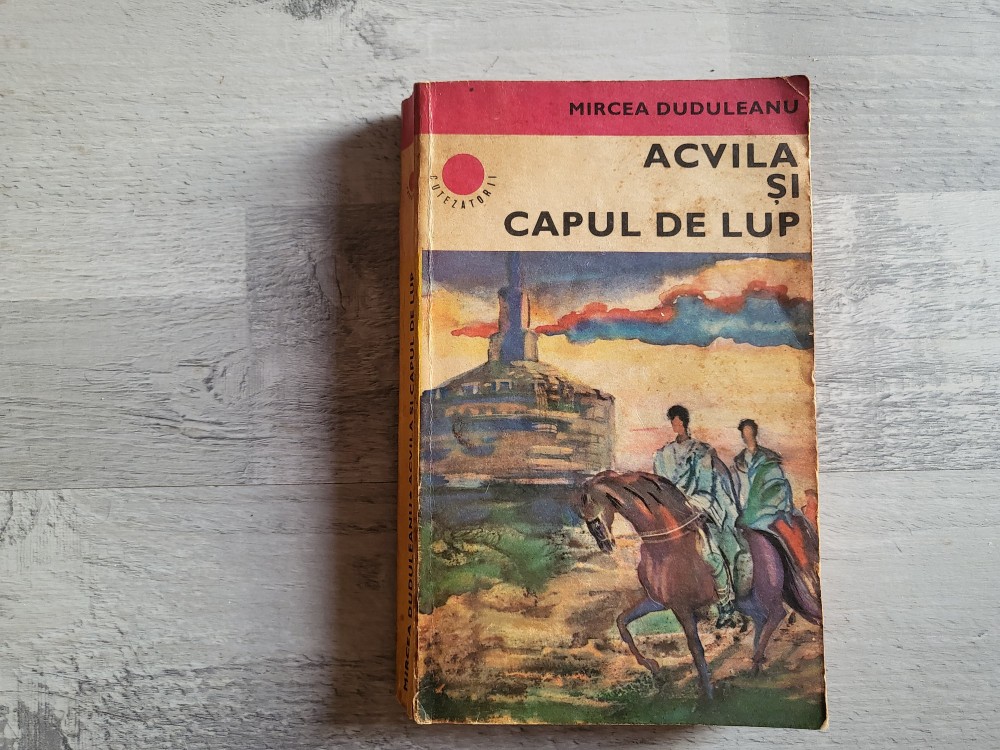 MIRCEA DUDULEANU
ACVILA
ȘI
CAPUL DE LUP
CUTEZATORII
MIRCEA DUDULEANU ■ ACVILA ȘI CAPUL DE LUP